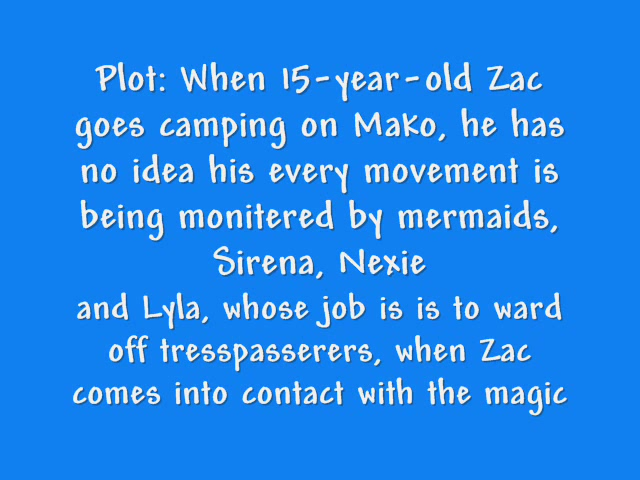 Plot: When 15-year-old Zac
goes camping on Mako, he has
no idea his every movement is
being monitered by mermaids,
Sirena, Nexie
and Lyla, whose job is is to ward
off tresspasserers, when Zac
comes into contact with the magic